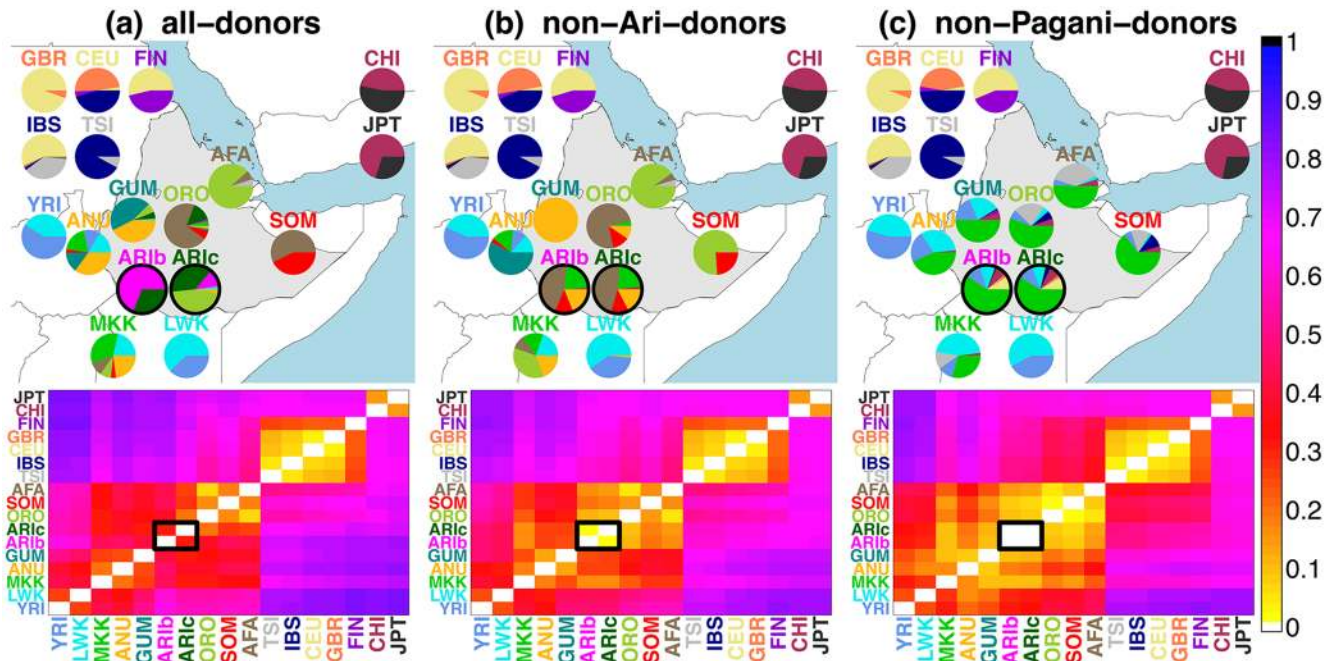 (a) all−donors
(b) non−Ari−donors
(c) non−Pagani−donors
GBR CEU FIN CHI
IBS TSI JPT
AFA
GUM ORO
YRI ANU SOM
ARIb ARIc
MKK LWK
GBR CEU FIN CHI
IBS TSI JPT
AFA
GUM ORO
YRI ANU SOM
ARIb ARIc
MKK LWK
GBR CEU FIN CHI
IBS TSI JPT
AFA
GUM ORO
YRI ANU SOM
ARIb ARIc
MKK LWK
1
0.9
0.8
0.7
0.6
0.5
0.4
0.3
0.2
0.1
0
JPT
CHI
FIN
GBR
CEU
IBS
TSI
AFA
SOM
ORO
ARIc
ARIb
GUM
ANU
MKK
LWK
YRI
YRI LWK MKK ANU GUM ARIb ARIc ORO SOM AFA TSI IBS CEU GBR FIN CHI JPT
JPT
CHI
FIN
GBR
CEU
IBS
TSI
AFA
SOM
ORO
ARIc
ARIb
GUM
ANU
MKK
LWK
YRI
YRI LWK MKK ANU GUM ARIb ARIc ORO SOM AFA TSI IBS CEU GBR FIN CHI JPT
JPT
CHI
FIN
GBR
CEU
IBS
TSI
AFA
SOM
ORO
ARIc
ARIb
GUM
ANU
MKK
LWK
YRI
YRI LWK MKK ANU GUM ARIb ARIc ORO SOM AFA TSI IBS CEU GBR FIN CHI JPT